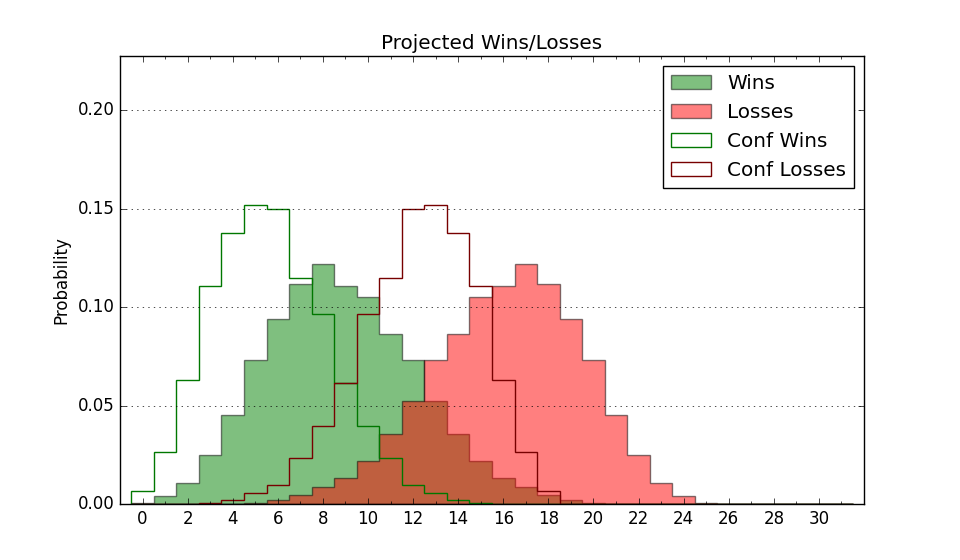 Projected Wins/Losses
Wins
Losses
Conf Wins
Conf Losses
Probability
0.20
0.15
0.10
0.05
0.00
0 2 4 6 8 10 12 14 16 18 20 22 24 26 28 30